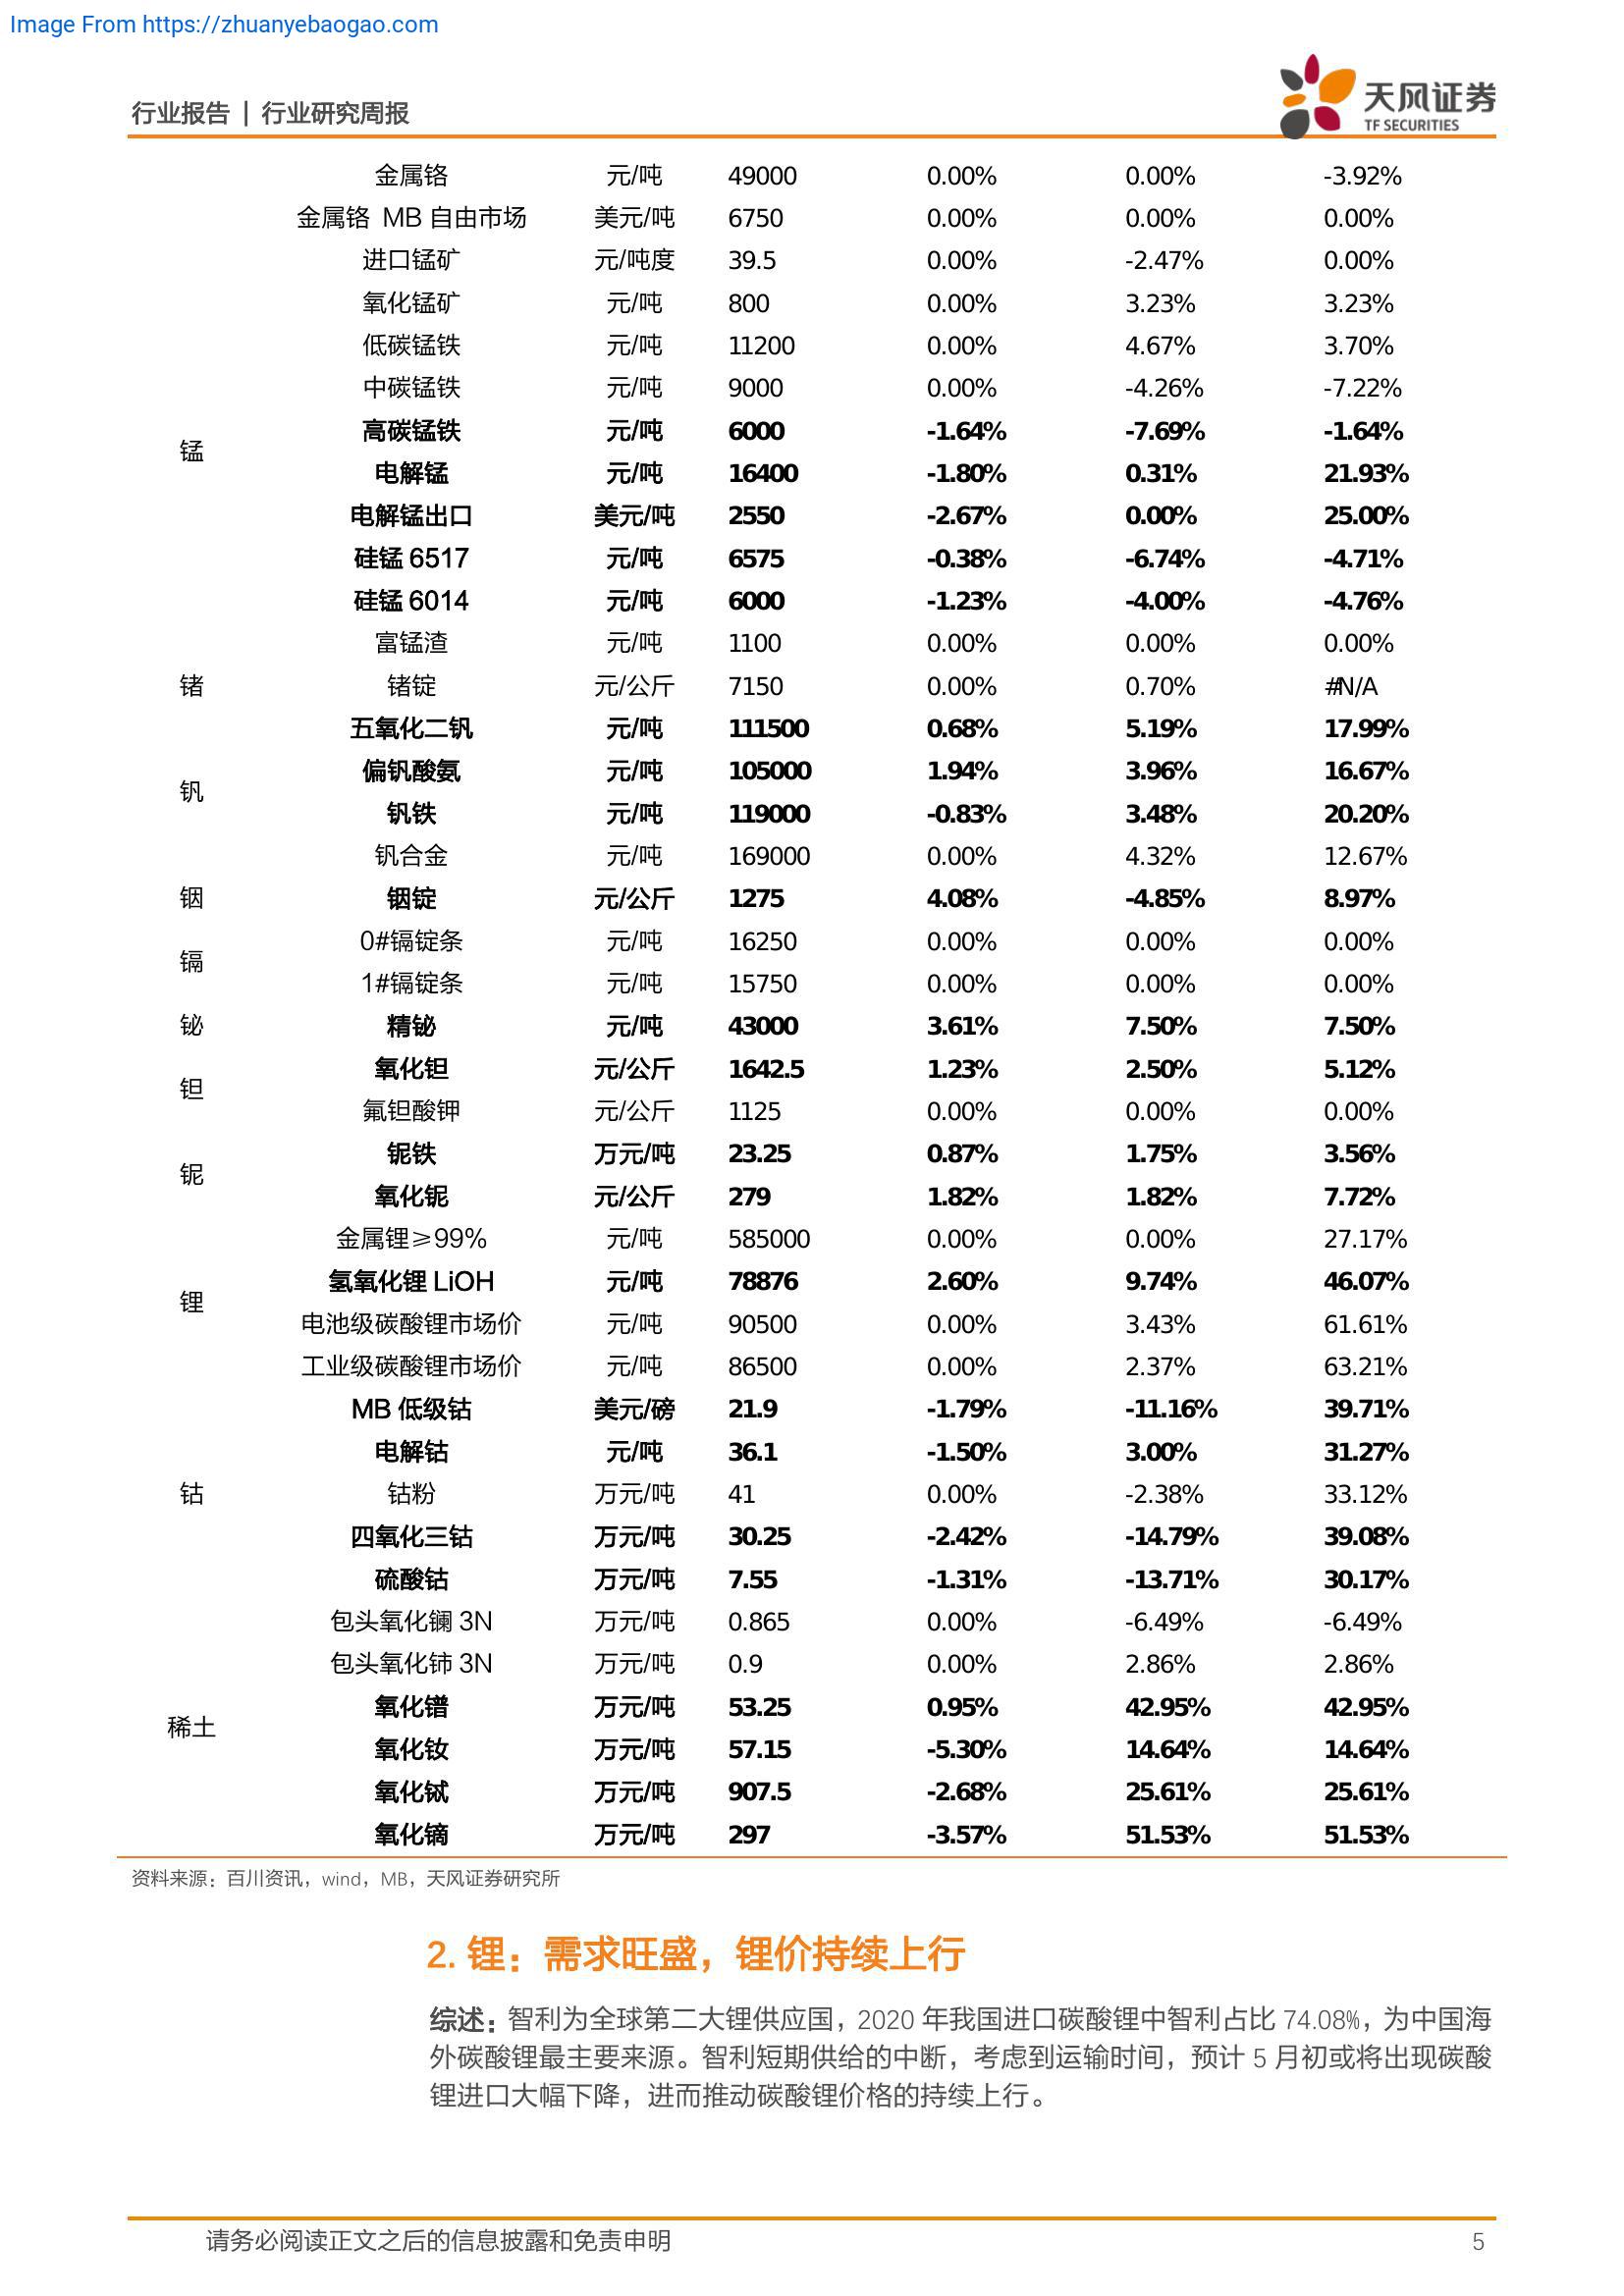 Image From https://zhuanyebaogao.com
行业报告 | 行业研究周报
天风证券
TF SECURITIES
金属铬 元/吨 49000 0.00% 0.00% -3.92%
金属铬 MB 自由市场 美元/吨 6750 0.00% 0.00% 0.00%
进口锰矿 元/吨度 39.5 0.00% -2.47% 0.00%
氧化锰矿 元/吨 800 0.00% 3.23% 3.23%
低碳锰铁 元/吨 11200 0.00% 4.67% 3.70%
中碳锰铁 元/吨 9000 0.00% -4.26% -7.22%
高碳锰铁 元/吨 6000 -1.64% -7.69% -1.64%
锰
电解锰 元/吨 16400 -1.80% 0.31% 21.93%
电解锰出口 美元/吨 2550 -2.67% 0.00% 25.00%
硅锰 6517 元/吨 6575 -0.38% -6.74% -4.71%
硅锰 6014 元/吨 6000 -1.23% -4.00% -4.76%
富锰渣 元/吨 1100 0.00% 0.00% 0.00%
锗 锗锭 元/公斤 7150 0.00% 0.70% #N/A
五氧化二钒 元/吨 111500 0.68% 5.19% 17.99%
偏钒酸氨 元/吨 105000 1.94% 3.96% 16.67%
钒
钒铁 元/吨 119000 -0.83% 3.48% 20.20%
钒合金 元/吨 169000 0.00% 4.32% 12.67%
铟 铟锭 元/公斤 1275 4.08% -4.85% 8.97%
0#镉锭条 元/吨 16250 0.00% 0.00% 0.00%
镉
1#镉锭条 元/吨 15750 0.00% 0.00% 0.00%
铋 精铋 元/吨 43000 3.61% 7.50% 7.50%
氧化钽 元/公斤 1642.5 1.23% 2.50% 5.12%
钽
氟钽酸钾 元/公斤 1125 0.00% 0.00% 0.00%
铌铁 万元/吨 23.25 0.87% 1.75% 3.56%
铌
氧化铌 元/公斤 279 1.82% 1.82% 7.72%
金属锂≥99% 元/吨 585000 0.00% 0.00% 27.17%
氢氧化锂 LiOH 元/吨 78876 2.60% 9.74% 46.07%
锂
电池级碳酸锂市场价 元/吨 90500 0.00% 3.43% 61.61%
工业级碳酸锂市场价 元/吨 86500 0.00% 2.37% 63.21%
MB 低级钴 美元/磅 21.9 -1.79% -11.16% 39.71%
电解钴 元/吨 36.1 -1.50% 3.00% 31.27%
钴 钴粉 万元/吨 41 0.00% -2.38% 33.12%
四氧化三钴 万元/吨 30.25 -2.42% -14.79% 39.08%
硫酸钴 万元/吨 7.55 -1.31% -13.71% 30.17%
包头氧化镧 3N 万元/吨 0.865 0.00% -6.49% -6.49%
包头氧化铈 3N 万元/吨 0.9 0.00% 2.86% 2.86%
氧化镨 万元/吨 53.25 0.95% 42.95% 42.95%
稀土
氧化钕 万元/吨 57.15 -5.30% 14.64% 14.64%
氧化铽 万元/吨 907.5 -2.68% 25.61% 25.61%
氧化镝 万元/吨 297 -3.57% 51.53% 51.53%
资料来源：百川资讯，wind，MB，天风证券研究所
2. 锂：需求旺盛，锂价持续上行
综述：智利为全球第二大锂供应国，2020 年我国进口碳酸锂中智利占比 74.08%，为中国海
外碳酸锂最主要来源。智利短期供给的中断，考虑到运输时间，预计 5 月初或将出现碳酸
锂进口大幅下降，进而推动碳酸锂价格的持续上行。
请务必阅读正文之后的信息披露和免责申明 5